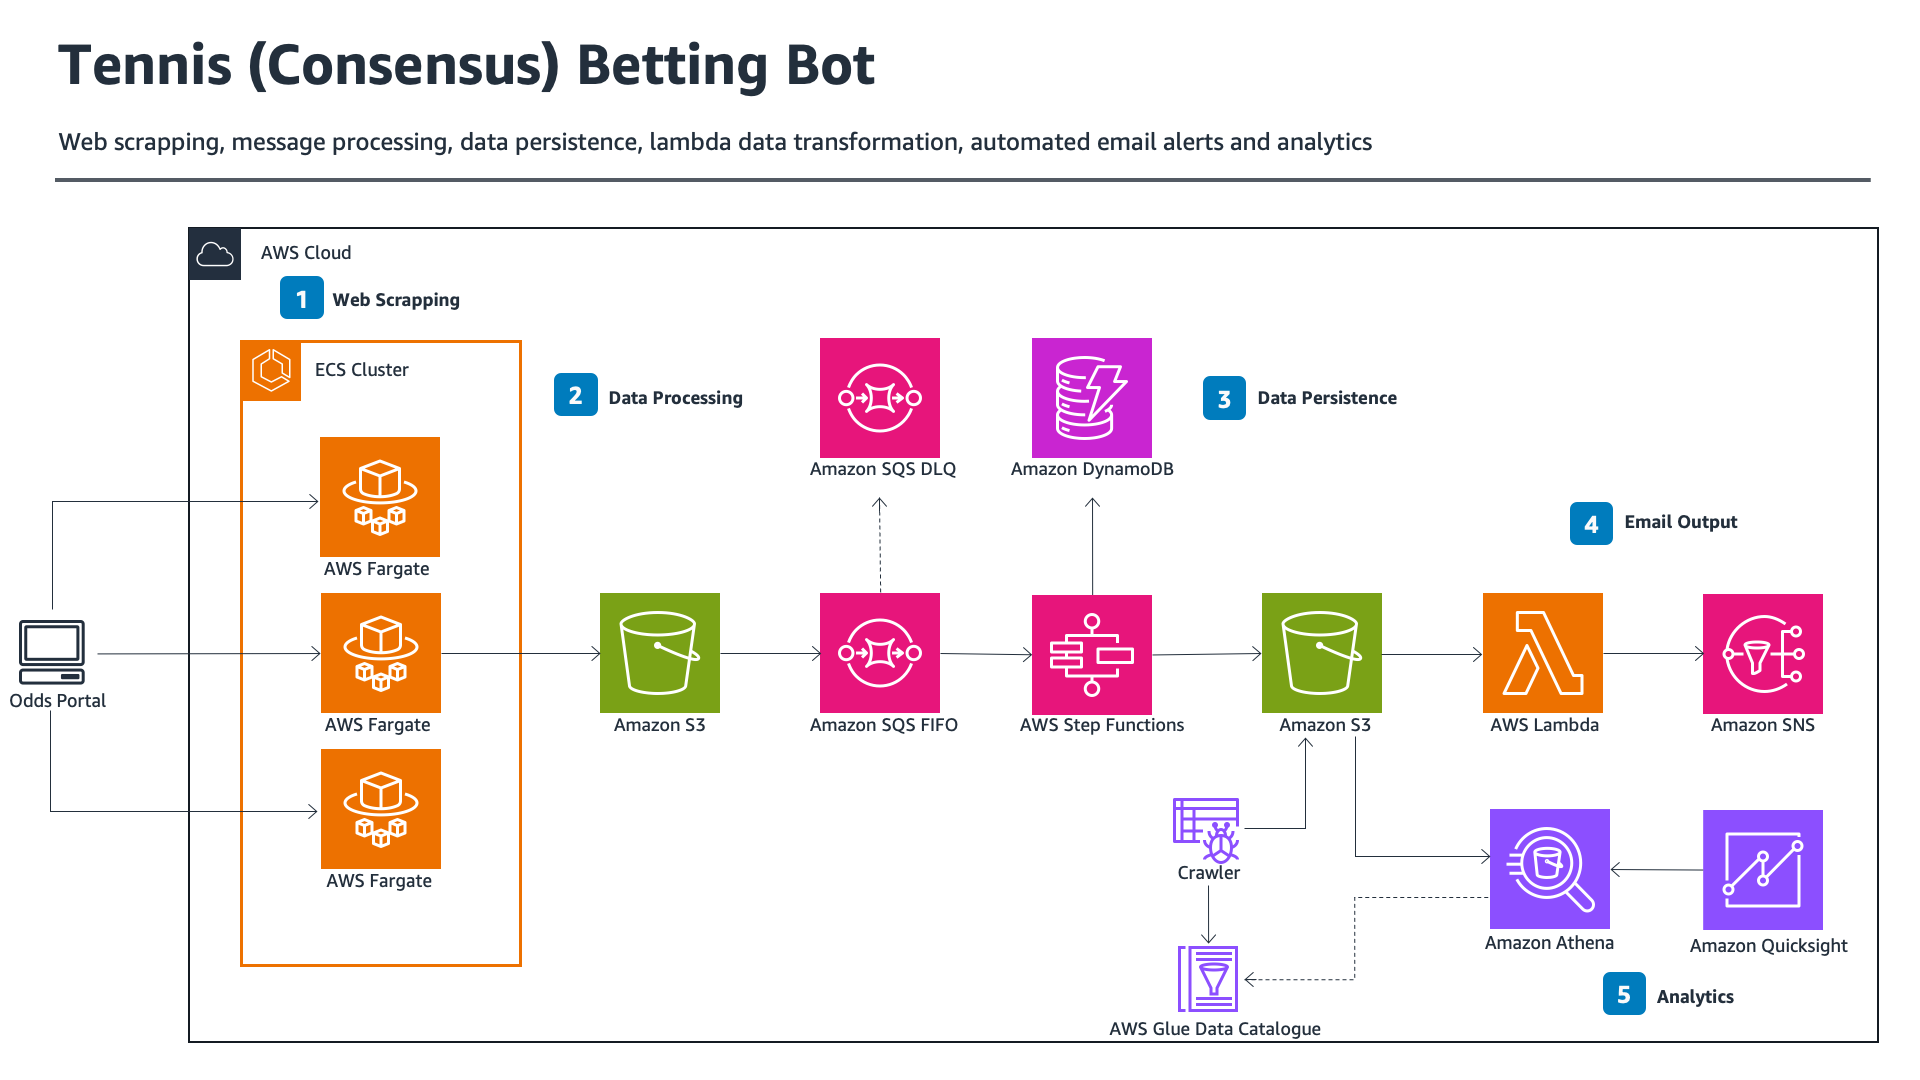 Tennis (Consensus) Betting Bot
Web scrapping, message processing, data persistence, lambda data transformation, automated email alerts and analytics
AWS Cloud
1 Web Scrapping
ECS Cluster
2 Data Processing
3 Data Persistence
Amazon SQS DLQ
Amazon DynamoDB
4 Email Output
AWS Fargate
Odds Portal
AWS Fargate
Amazon S3
Amazon SQS FIFO
AWS Step Functions
Amazon S3
AWS Lambda
Amazon SNS
AWS Fargate
Crawler
Amazon Athena
Amazon Quicksight
5 Analytics
AWS Glue Data Catalogue